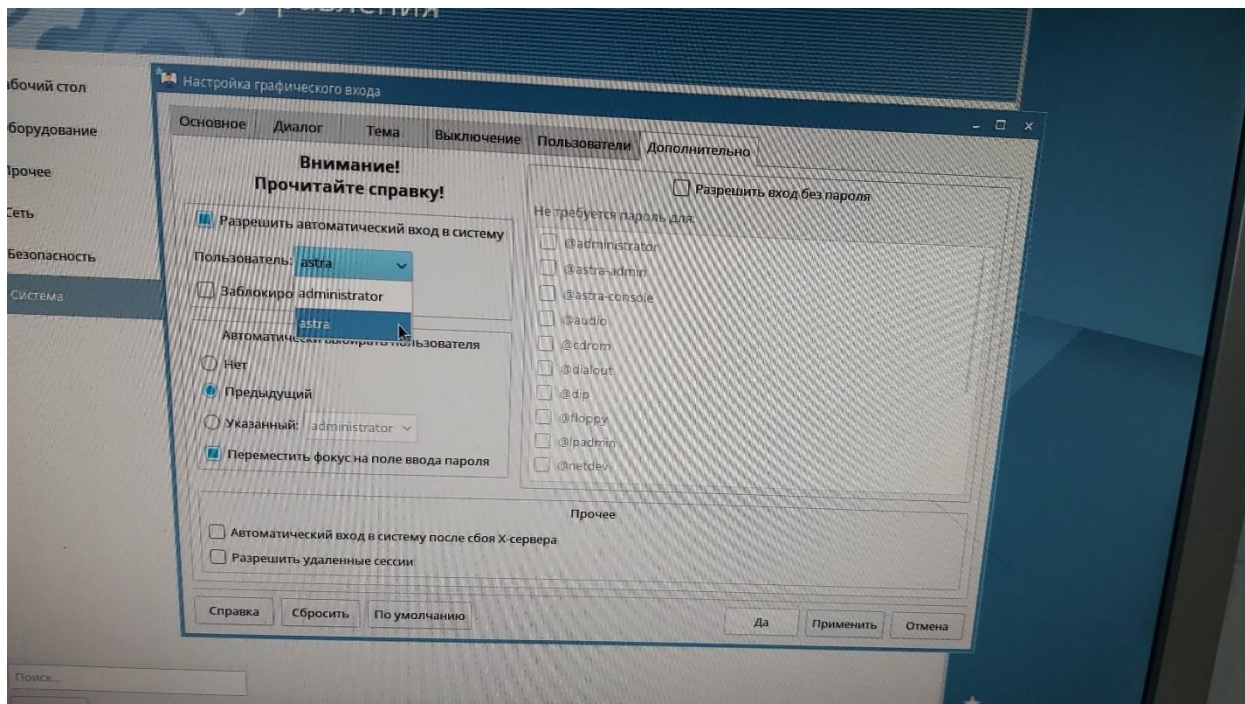 управления
бочий стол
борудование
Прочее
Сеть
Безопасность
Система
Настройка графического входа
Основное Диалог Тема Выключение Пользователи Дополнительно
Внимание!
Прочитайте справку!
Разрешить автоматический вход в систему
Пользователь: astra
Заблокиро administrator
astra
Автоматически выбирать пользователя
Нет
Предыдущий
Указанный: administrator
Переместить фокус на поле ввода пароля
Разрешить вход без пароля
Не требуется пароль для:
@administrator
@astra-admin
@astra-console
@audio
@cdrom
@dialout
@dip
@floppy
@lpadmin
@netdev
Прочее
Автоматический вход в систему после сбоя X-сервера
Разрешить удаленные сессии
Справка Сбросить По умолчанию Да Применить Отмена
Поиск...